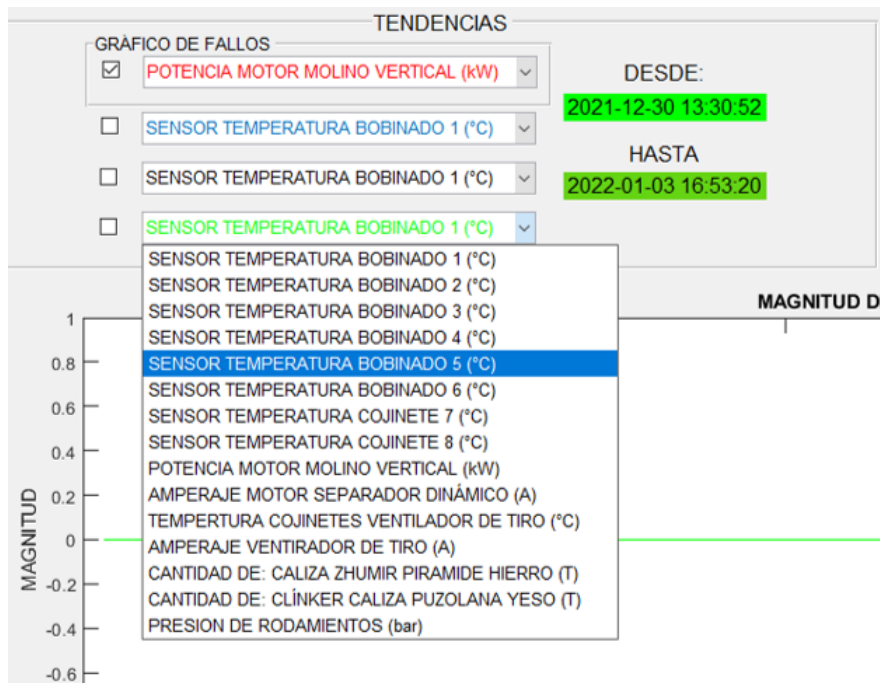 TENDENCIAS
GRÀFICO DE FALLOS
POTENCIA MOTOR MOLINO VERTICAL (kW)
DESDE:
2021-12-30 13:30:52
SENSOR TEMPERATURA BOBINADO 1 (°C)
HASTA
SENSOR TEMPERATURA BOBINADO 1 (°C)
2022-01-03 16:53:20
SENSOR TEMPERATURA BOBINADO 1 (°C)
SENSOR TEMPERATURA BOBINADO 1 (°C)
SENSOR TEMPERATURA BOBINADO 2 (°C)
SENSOR TEMPERATURA BOBINADO 3 (°C)
SENSOR TEMPERATURA BOBINADO 4 (°C)
SENSOR TEMPERATURA BOBINADO 5 (°C)
SENSOR TEMPERATURA BOBINADO 6 (°C)
SENSOR TEMPERATURA COJINETE 7 (°C)
SENSOR TEMPERATURA COJINETE 8 (°C)
POTENCIA MOTOR MOLINO VERTICAL (kW)
AMPERAJE MOTOR SEPARADOR DINÁMICO (A)
TEMPERTURA COJINETES VENTILADOR DE TIRO (°C)
AMPERAJE VENTIRADOR DE TIRO (A)
CANTIDAD DE: CALIZA ZHUMIR PIRAMIDE HIERRO (T)
CANTIDAD DE: CLÍNKER CALIZA PUZOLANA YESO (T)
PRESION DE RODAMIENTOS (bar)
MAGNITUD D
MAGNITUD
1
0.8
0.6
0.4
0.2
0
-0.2
-0.4
-0.6